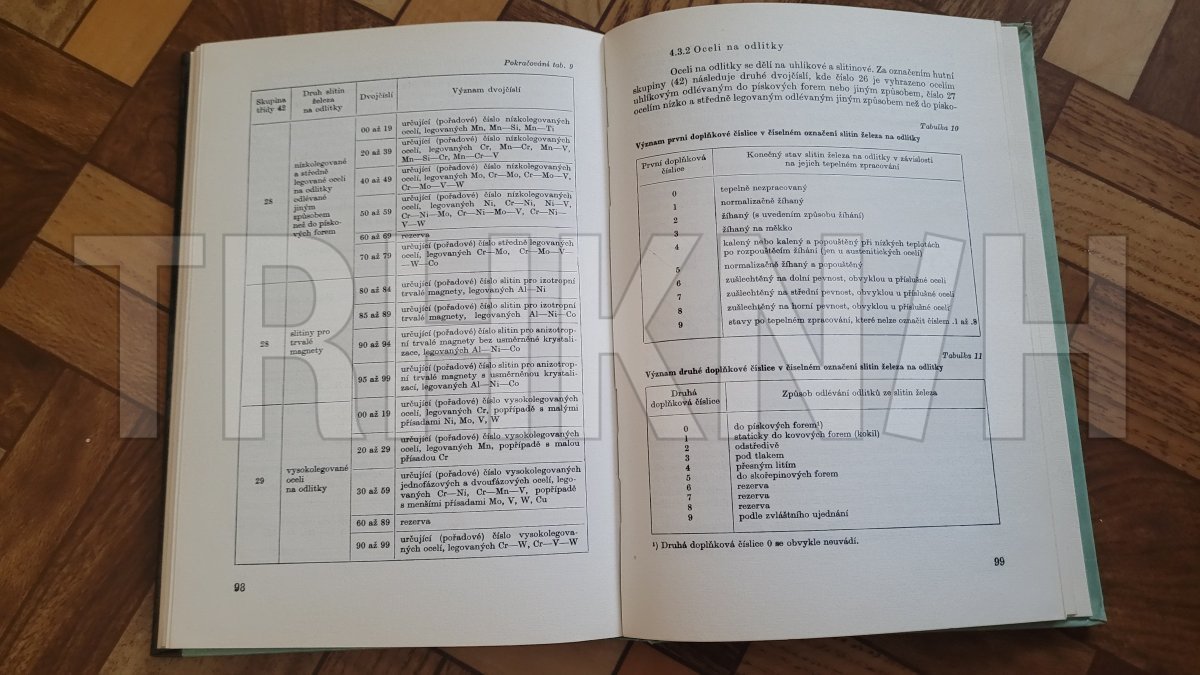 Pokračování tab. 9
Skupina třídy 42
Druh slitin železa na odlitky
Dvojčíslí
Význam dvojčíslí
28
nízkolegované
a středně
legované oceli
na odlitky
odlévané
jiným
způsobem
než do písko-
vých forem
00 až 19
určující (pořadové) číslo nízkolegovaných
ocelí, legovaných Mn, Mn—Si, Mn—Ti
20 až 39
určující (pořadové) číslo nízkolegovaných
ocelí, legovaných Cr, Mn—Cr, Mn—V,
Mn—Si—Cr, Mn—Cr—V
40 až 49
určující (pořadové) číslo nízkolegovaných
ocelí, legovaných Mo, Cr—Mo, Cr—Mo—V,
Cr—Mo—V—W
50 až 59
určující (pořadové) číslo nízkolegovaných
ocelí, legovaných Ni, Cr—Ni, Ni—V,
Cr—Ni—Mo, Cr—Ni—Mo—V, Cr—Ni—
V—W
60 až 69
rezerva
70 až 79
určující (pořadové) číslo středně legovaných
ocelí, legovaných Cr—Mo, Cr—Mo—V—
W—Co
28
slitiny pro
trvalé
magnety
80 až 84
určující (pořadové) číslo slitin pro izotropní
trvalé magnety, legovaných Al—Ni
85 až 89
určující (pořadové) číslo slitin pro izotropní
trvalé magnety, legovaných Al—Ni—Co
90 až 94
určující (pořadové) číslo slitin pro anizotrop-
ní trvalé magnety bez usměrněné krystali-
zace, legovaných Al—Ni—Co
95 až 99
určující (pořadové) číslo slitin pro anizotrop-
ní trvalé magnety s usměrněnou krystali-
zací, legovaných Al—Ni—Co
29
vysokolegované
oceli
na odlitky
00 až 19
určující (pořadové) číslo vysokolegovaných
ocelí, legovaných Cr, popřípadě s malými
přísadami Ni, Mo, V, W
20 až 29
určující (pořadové) číslo vysokolegovaných
ocelí, legovaných Mn, popřípadě s malou
přísadou Cr
30 až 59
určující (pořadové) číslo vysokolegovaných
jednofázových a dvoufázových ocelí, lego-
vaných Cr—Ni, Cr—Mn—V, popřípadě
s menšími přísadami Mo, V, W, Cu
60 až 89
rezerva
90 až 99
určující (pořadové) číslo vysokolegova-
ných ocelí, legovaných Cr—W, Cr—V—W
98
4.3.2 Oceli na odlitky
Oceli na odlitky se dělí na uhlíkové a slitinové. Za označením hutní
skupiny (42) následuje druhé dvojčíslí, kde číslo 26 je vyhrazeno ocelím
uhlíkovým odlévaným do pískových forem nebo jiným způsobem, číslo 27
ocelím nízko a středně legovaným odlévaným jiným způsobem než do písko-
Tabulka 10
Význam první doplňkové číslice v číselném označení slitin železa na odlitky
První doplňková
číslice
Konečný stav slitin železa na odlitky v závislosti
na jejich tepelném zpracování
0 tepelně nezpracovaný
1 normalizačně žíhaný
2 žíhaný (s uvedením způsobu žíhání)
3 žíhaný na měkko
4 kalený nebo kalený a popouštěný při nízkých teplotách
po rozpouštěcím žíhání (jen u austenitických ocelí)
5 normalizačně žíhaný a popouštěný
6 zušlechtěný na dolní pevnost, obvyklou u příslušné oceli
7 zušlechtěný na střední pevnost, obvyklou u příslušné oceli
8 zušlechtěný na horní pevnost, obvyklou u příslušné oceli
9 stavy po tepelném zpracování, které nelze označit číslem .1 až .8
Tabulka 11
Význam druhé doplňkové číslice v číselném označení slitin železa na odlitky
Druhá
doplňková číslice
Způsob odlévání odlitků ze slitin železa
0 do pískových forem¹)
1 staticky do kovových forem (kokil)
2 odstředivě
3 pod tlakem
4 přesným litím
5 do skořepinových forem
6 rezerva
7 rezerva
8 rezerva
9 podle zvláštního ujednání
¹) Druhá doplňková číslice 0 se obvykle neuvádí.
99